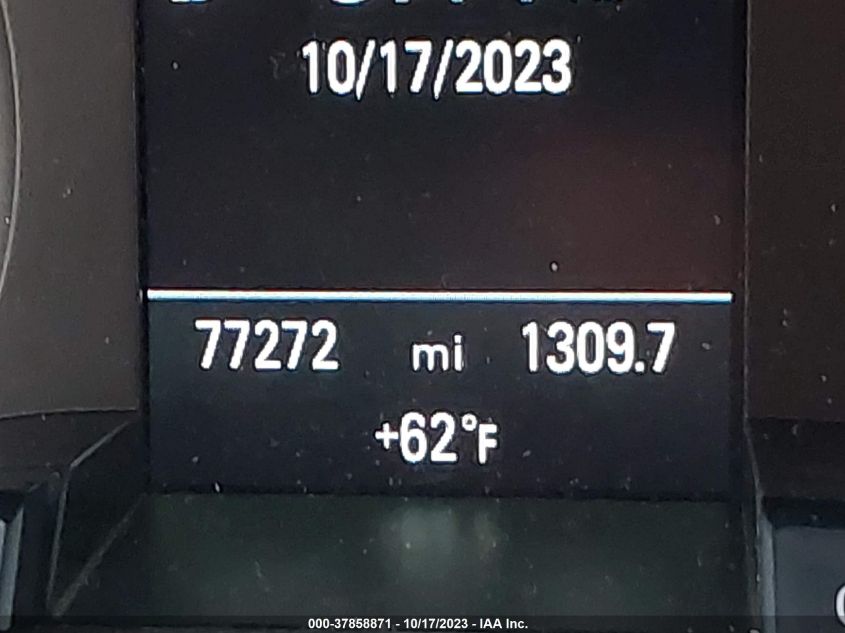 10/17/2023
77272 mi 1309.7
+62°F
000-37858871 - 10/17/2023 - IAA Inc.